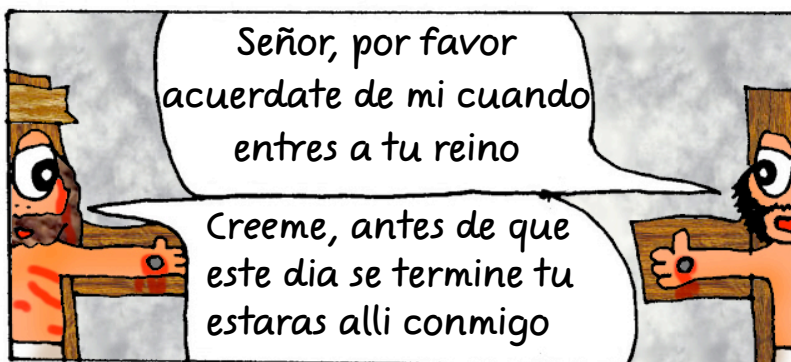 Señor, por favor
acuerdate de mi cuando
entres a tu reino
Creeme, antes de que
este dia se termine tu
estaras alli conmigo